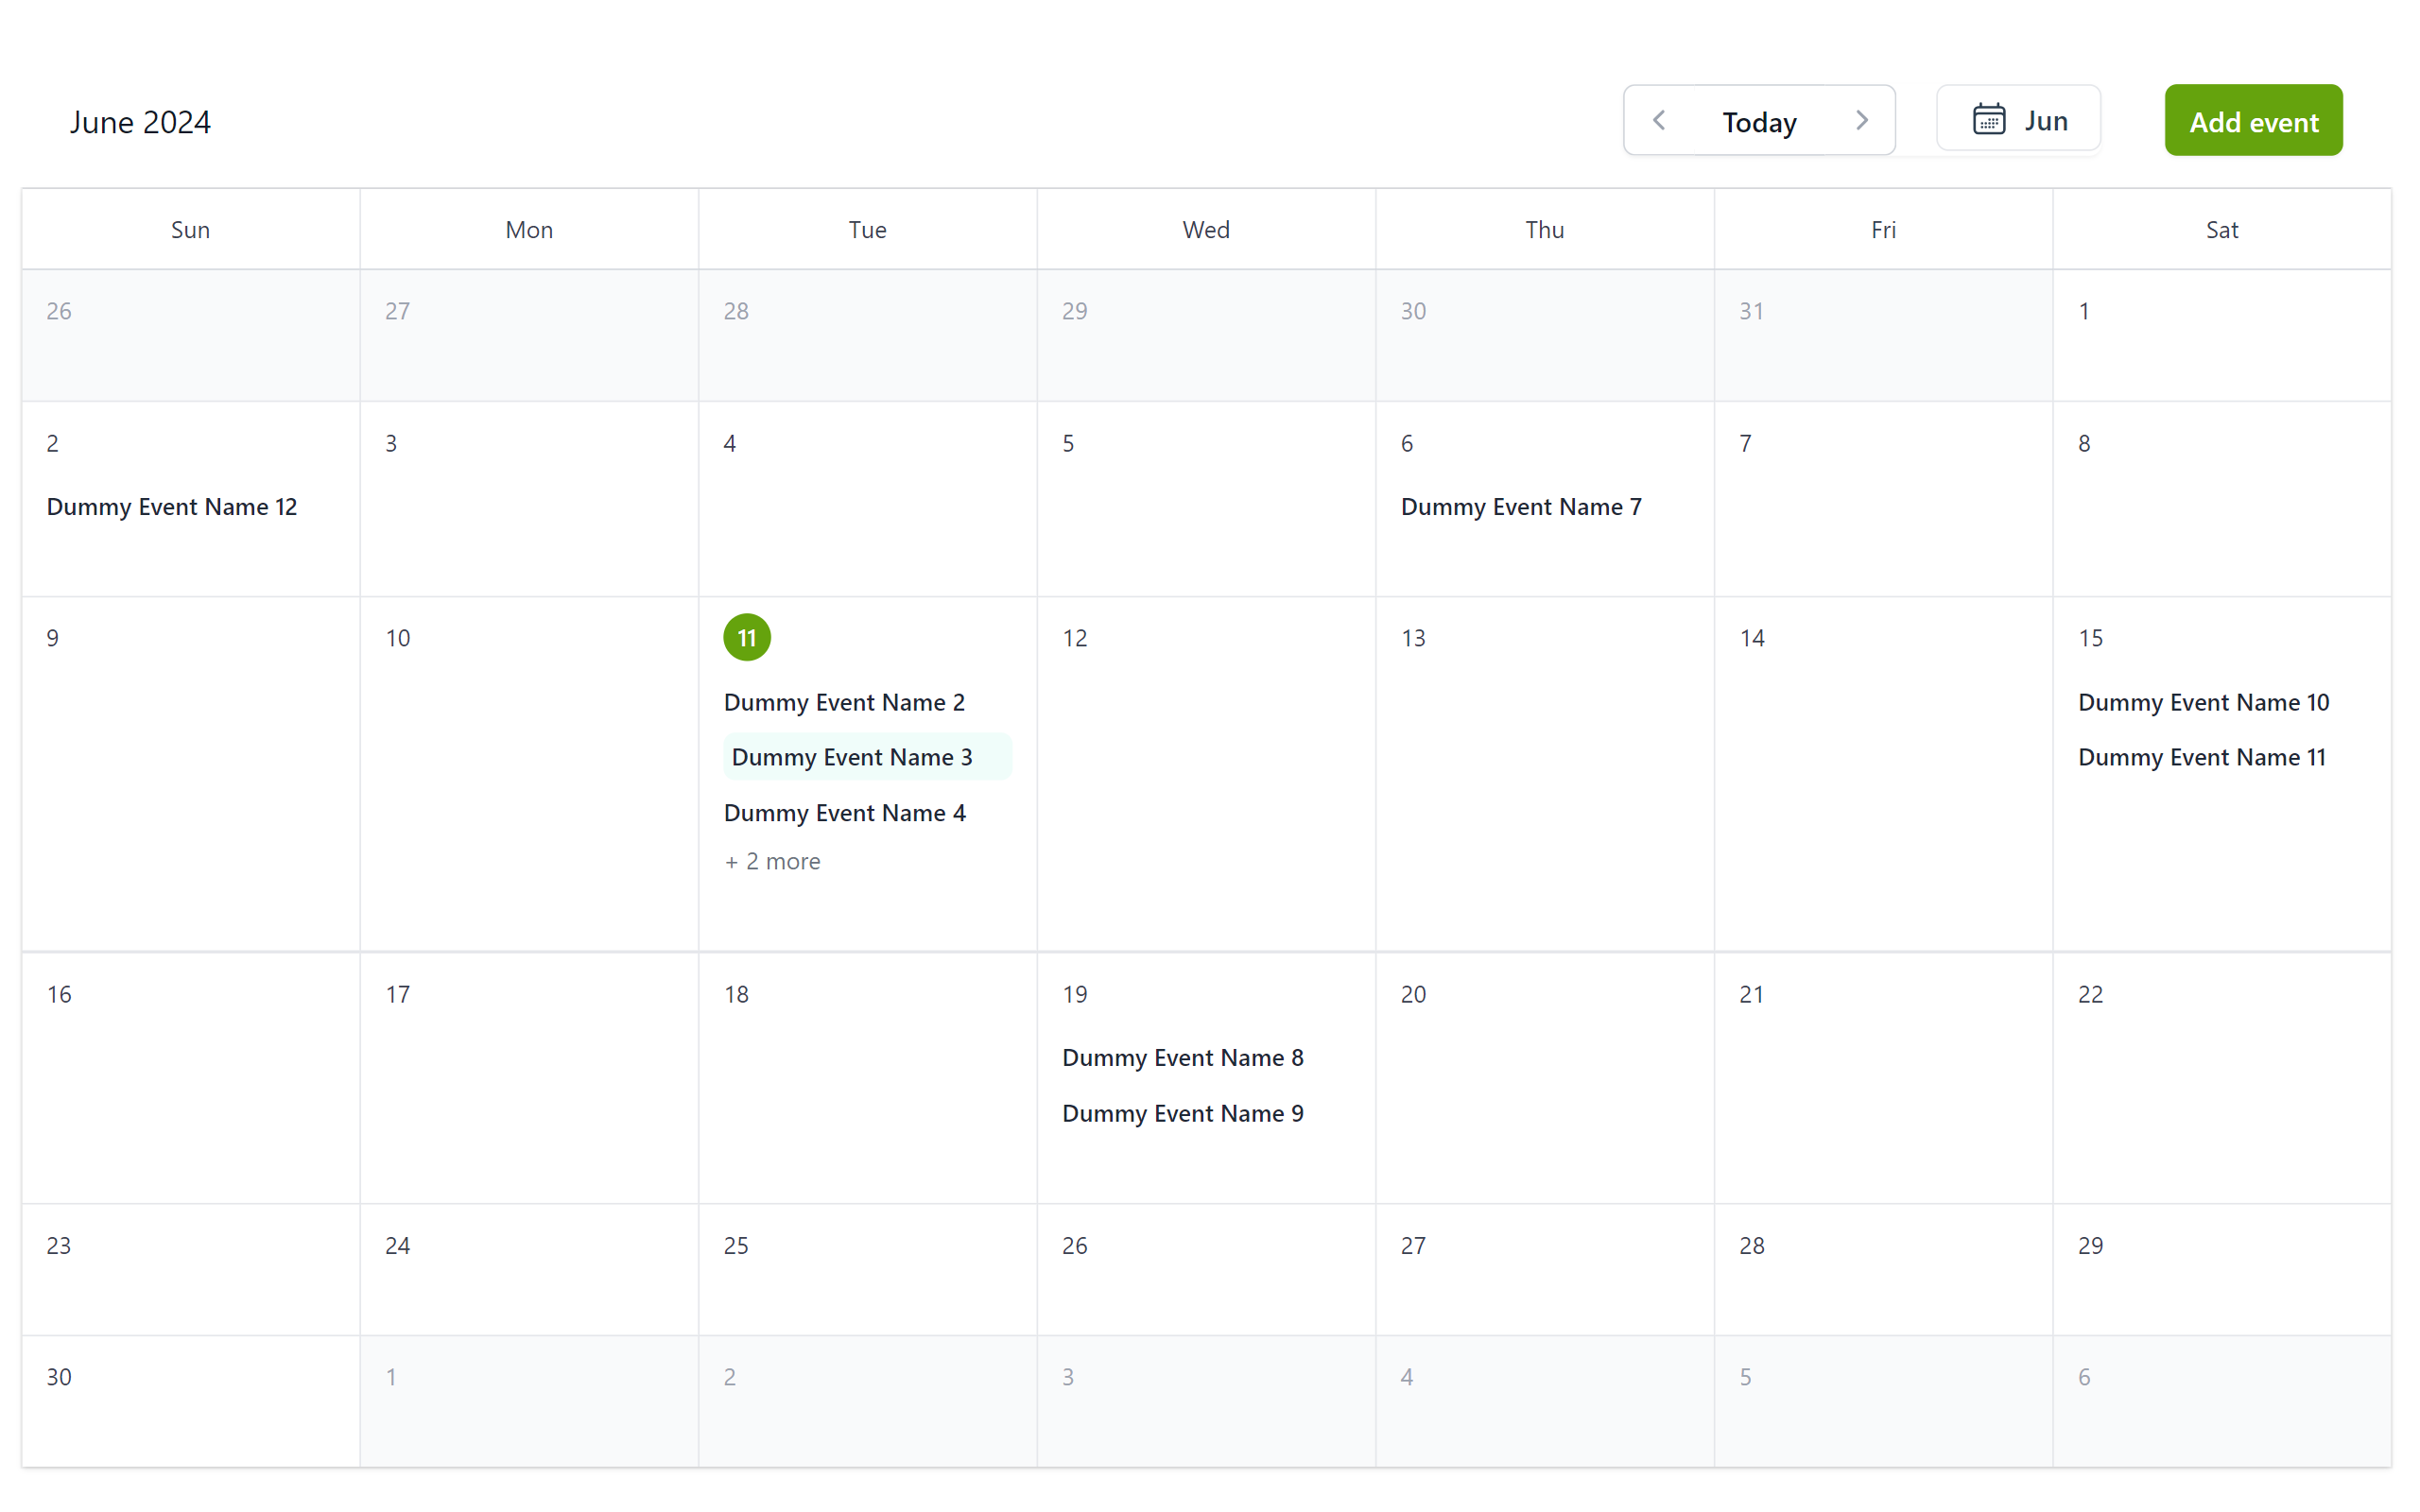 June 2024
Today
Jun
Add event
Sun Mon Tue Wed Thu Fri Sat
26 27 28 29 30 31 1
2 3 4 5 6 7 8
Dummy Event Name 12 Dummy Event Name 7
9 10 11 12 13 14 15
Dummy Event Name 2 Dummy Event Name 10
Dummy Event Name 3 Dummy Event Name 11
Dummy Event Name 4
+ 2 more
16 17 18 19 20 21 22
Dummy Event Name 8
Dummy Event Name 9
23 24 25 26 27 28 29
30 1 2 3 4 5 6